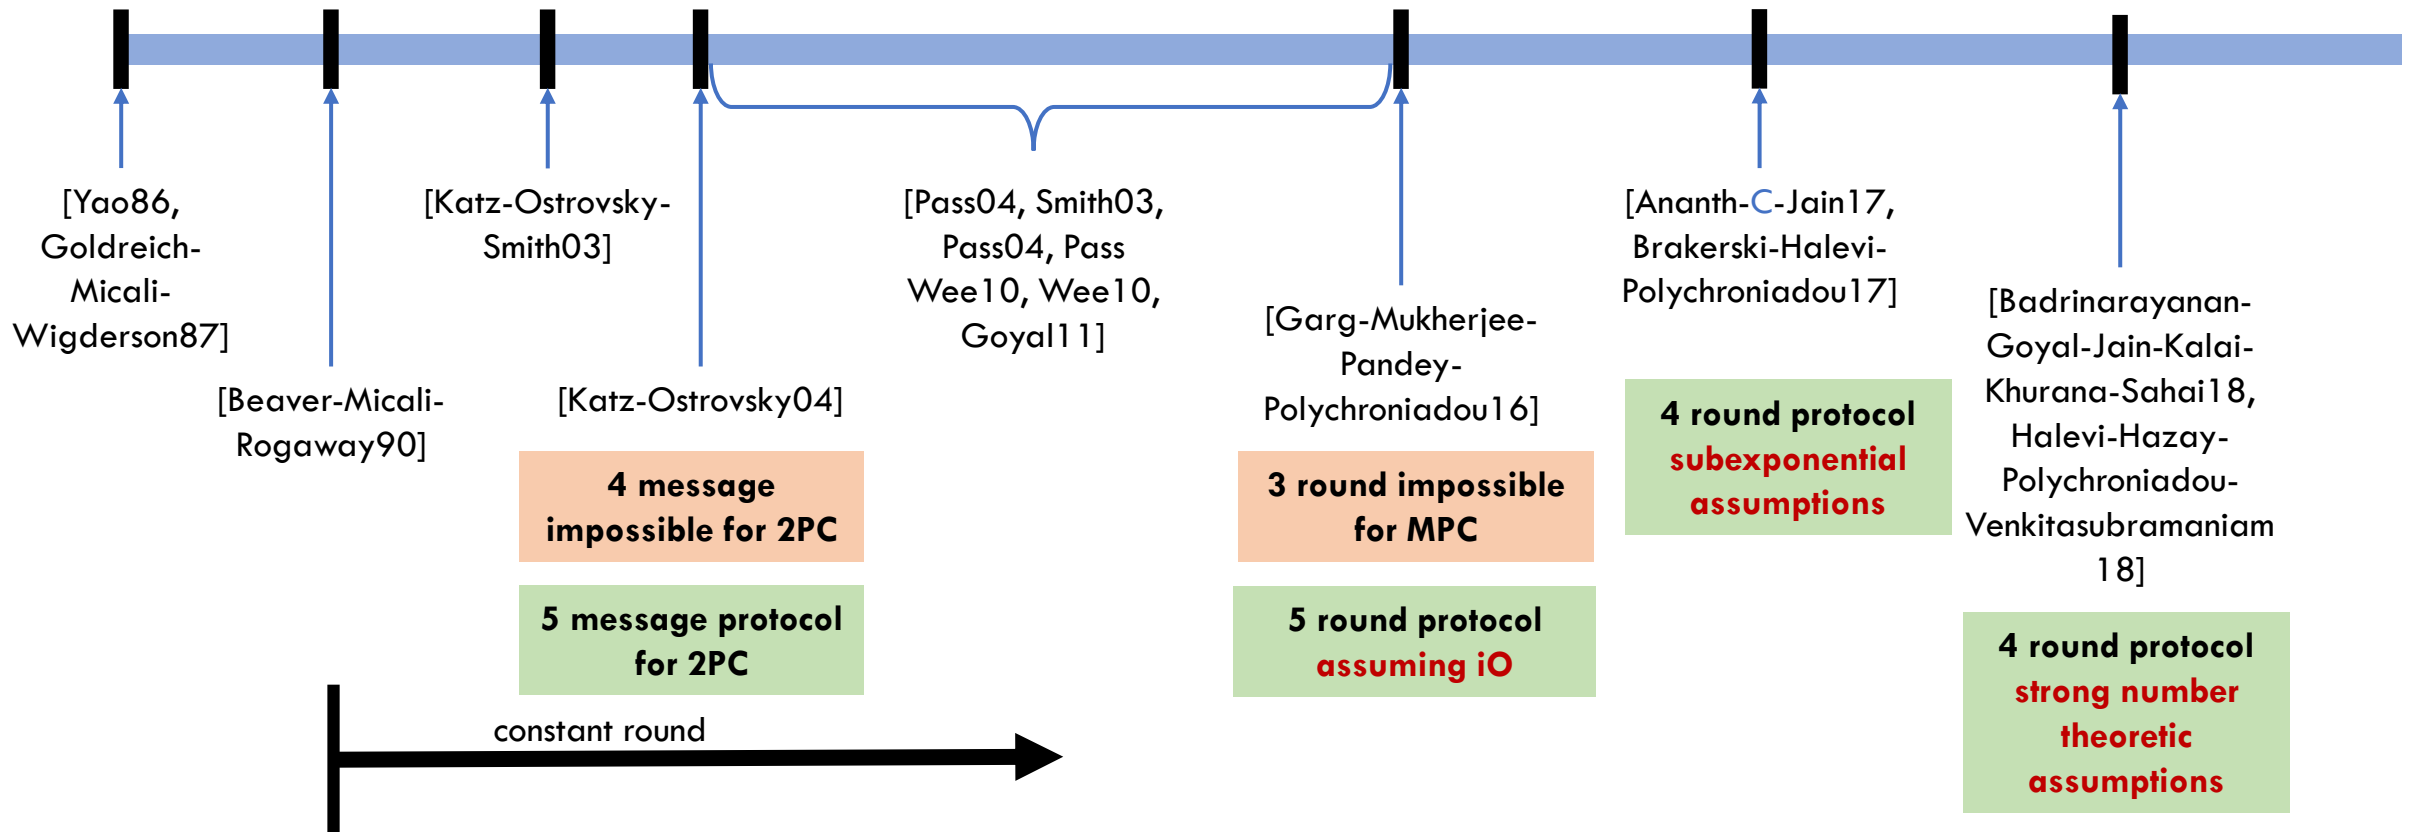 [Yao86,
Goldreich-
Micali-
Wigderson87]
[Beaver-Micali-
Rogaway90]
[Katz-Ostrovsky-
Smith03]
[Katz-Ostrovsky04]
4 message
impossible for 2PC
5 message protocol
for 2PC
constant round
[Pass04, Smith03,
Pass04, Pass
Wee10, Wee10,
Goyal11]
[Garg-Mukherjee-
Pandey-
Polychroniadou16]
3 round impossible
for MPC
5 round protocol
assuming iO
[Ananth-C-Jain17,
Brakerski-Halevi-
Polychroniadou17]
4 round protocol
subexponential
assumptions
[Badrinarayanan-
Goyal-Jain-Kalai-
Khurana-Sahai18,
Halevi-Hazay-
Polychroniadou-
Venkitasubramaniam
18]
4 round protocol
strong number
theoretic
assumptions